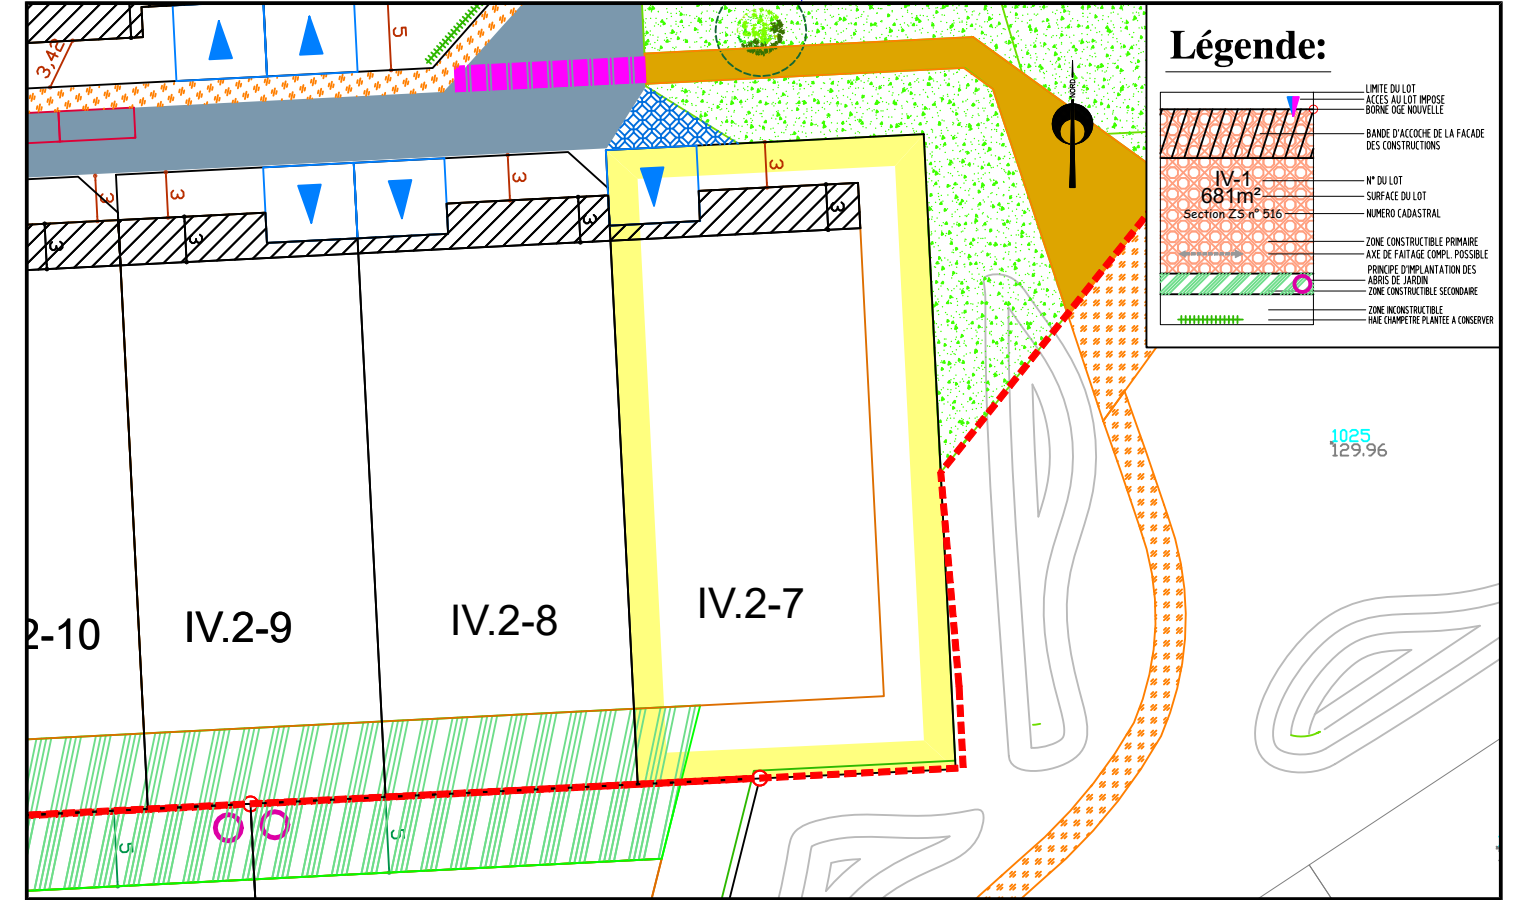 3,42
5
3
3
3
3
3
3
3
3
NORD
Légende:
LIMITE DU LOT
ACCES AU LOT IMPOSE
BORNE OGE NOUVELLE
BANDE D'ACCOCHE DE LA FACADE
DES CONSTRUCTIONS
IV-1
681m²
Section ZS n° 516
N° DU LOT
SURFACE DU LOT
NUMERO CADASTRAL
ZONE CONSTRUCTIBLE PRIMAIRE
AXE DE FAITAGE COMPL. POSSIBLE
PRINCIPE D'IMPLANTATION DES
ABRIS DE JARDIN
ZONE CONSTRUCTIBLE SECONDAIRE
ZONE INCONSTRUCTIBLE
HAIE CHAMPETRE PLANTEE A CONSERVER
1025
129.96
2-10
IV.2-9
IV.2-8
IV.2-7
5
5